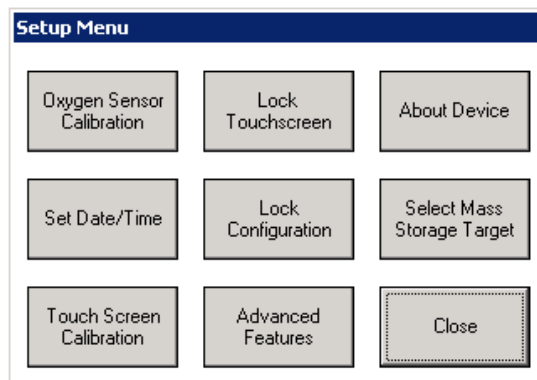 Setup Menu
Oxygen Sensor
Calibration
Lock
Touchscreen
About Device
Set Date/Time
Lock
Configuration
Select Mass
Storage Target
Touch Screen
Calibration
Advanced
Features
Close